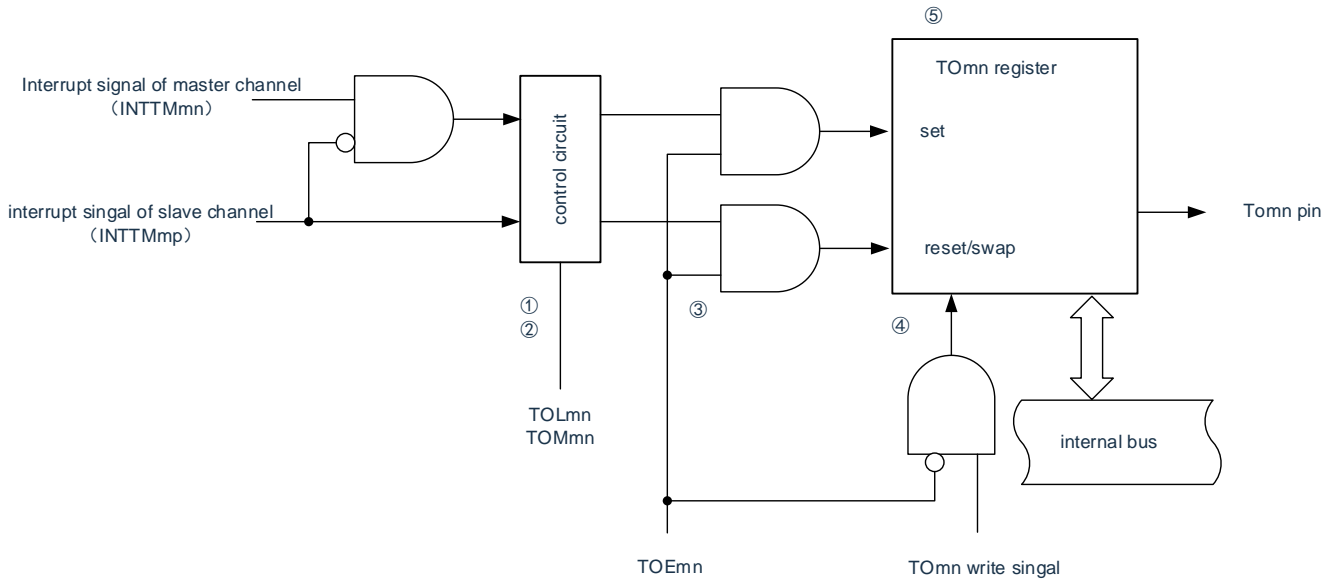 ⑤
Interrupt signal of master channel
（INTTMmn）
TOmn register
control circuit
set
interrupt singal of slave channel
（INTTMmp）
Tomn pin
reset/swap
①
②
③
④
TOLmn
TOMmn
internal bus
TOEmn
TOmn write singal